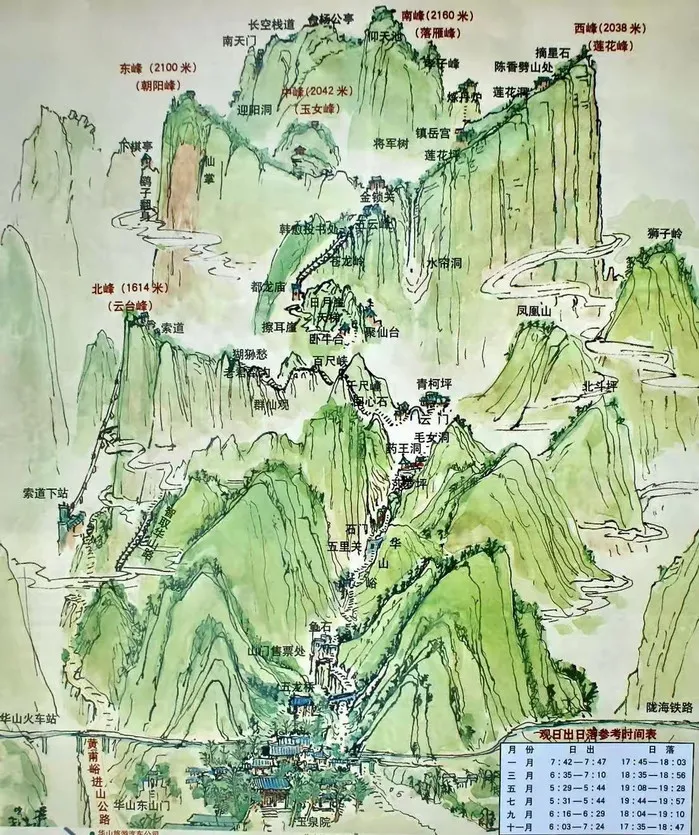 南峰(2160 米)
(落雁峰)
长空栈道
杨公亭
南天门
仰天池
西峰(2038 米)
(莲花峰)
摘星石
陈香劈山处
东峰(2100 米)
(朝阳峰)
孝子峰
炼丹炉
莲花洞
中峰(2042 米)
(玉女峰)
迎阳洞
镇岳宫
将军树
莲花坪
下棋亭
鹞子翻身
仙掌
金锁关
韩愈投书处
五云峰
苍龙岭
水帘洞
狮子岭
都龙庙
北峰(1614 米)
(云台峰)
日月崖
天梯
擦耳崖
卧牛台
聚仙台
凤凰山
索道
猢狲愁
百尺峡
千尺幢
回心石
青柯坪
北斗坪
群仙观
云门
毛女洞
药王洞
莎萝坪
索道下站
智取华山路
石门
五里关
华山峪
鱼石
山门售票处
五龙桥
华山火车站
陇海铁路
黄甫峪进山公路
华山东山门
玉泉院
华山旅游汽车公司
观日出日落参考时间表
月 份 日 出 日 落
一 月 7:42—7:47 17:45—18:03
三 月 6:35—7:10 18:35—18:56
五 月 5:29—5:44 19:08—19:28
七 月 5:31—5:44 19:44—19:57
九 月 6:16—6:29 18:04—19:10
十一月 6:03—7:24 17:35—18:47